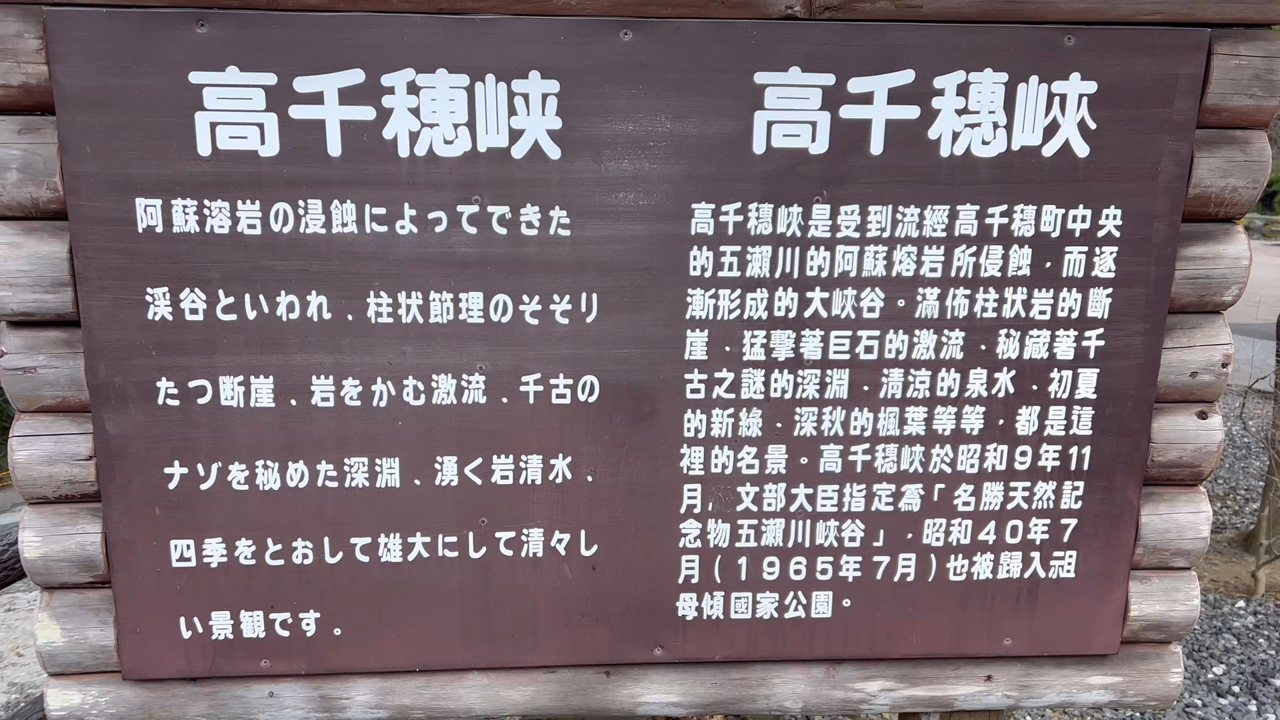 高千穂峡
阿蘇溶岩の浸蝕によってできた
渓谷といわれ、柱状節理のそそり
たつ断崖、岩をかむ激流、千古の
ナゾを秘めた深淵、湧く岩清水、
四季をとおして雄大にして清々し
い景観です。
高千穗峽
高千穗峽是受到流經高千穗町中央
的五瀨川的阿蘇熔岩所侵蝕，而逐
漸形成的大峽谷。滿佈柱狀岩的斷
崖，猛擊著巨石的激流，秘藏著千
古之謎的深淵，清涼的泉水，初夏
的新綠，深秋的楓葉等等，都是這
裡的名景。高千穗峽於昭和９年11
月，文部大臣指定為「名勝天然記
念物五瀨川峽谷」，昭和４０年７
月(１９６５年７月)也被歸入祖
母傾國家公園。